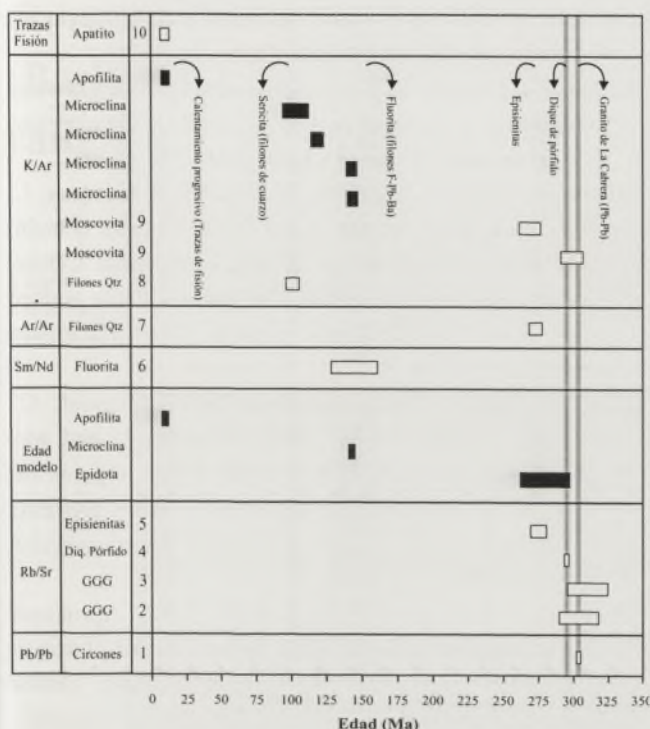 Trazas
Fisión
Apatito
10
K/Ar
Apofilita
Microclina
Microclina
Microclina
Microclina
Moscovita
9
Moscovita
9
Filones Qtz
8
Calentamiento progresivo (Trazas de fisión)
Sericita (filones de cuarzo)
Fluorita (filones F-Pb-Ba)
Episienitas
Dique de pórfido
Granito de La Cabrera (Pb-Pb)
Ar/Ar
Filones Qtz
7
Sm/Nd
Fluorita
6
Edad
modelo
Apofilita
Microclina
Epidota
Rb/Sr
Episienitas
5
Diq. Pórfido
4
GGG
3
GGG
2
Pb/Pb
Circones
1
0 25 50 75 100 125 150 175 200 225 250 275 300 325 350
Edad (Ma)